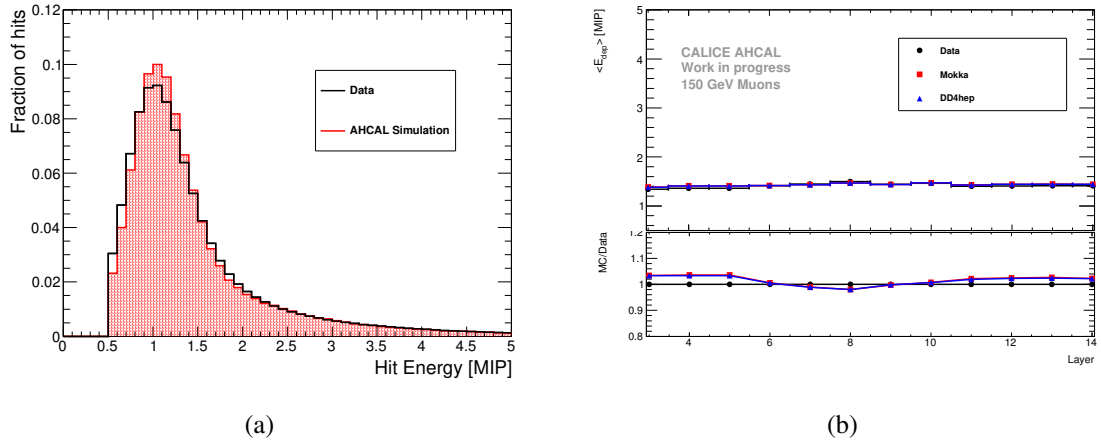 Fraction of hits
0.12
0.1
0.08
0.06
0.04
0.02
0
Data
AHCAL Simulation
0 0.5 1 1.5 2 2.5 3 3.5 4 4.5 5
Hit Energy [MIP]
(a)
<E_dep> [MIP]
5
4
3
2
1
CALICE AHCAL
Work in progress
150 GeV Muons
Data
Mokka
DD4hep
MC/Data
1.2
1.1
1.0
0.9
0.8
4 6 8 10 12 14
Layer
(b)